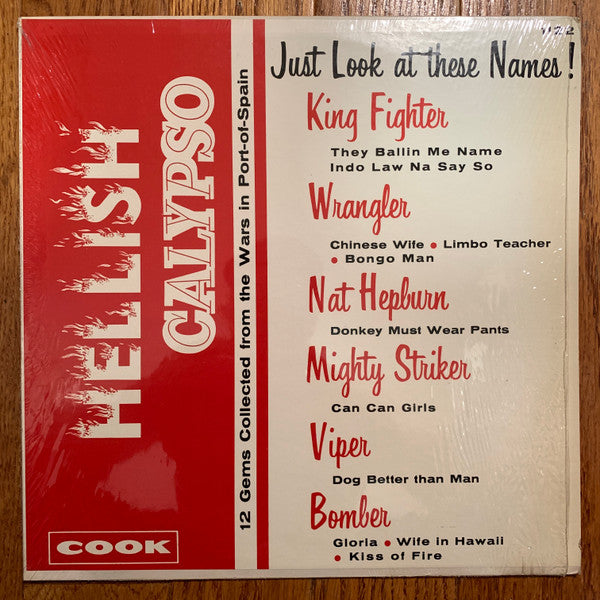 HELLISH
CALYPSO
12 Gems Collected from the Wars in Port-of-Spain
COOK
Just Look at these Names!
King Fighter
They Ballin Me Name
Indo Law Na Say So
Wrangler
Chinese Wife • Limbo Teacher
• Bongo Man
Nat Hepburn
Donkey Must Wear Pants
Mighty Striker
Can Can Girls
Viper
Dog Better than Man
Bomber
Gloria • Wife in Hawaii
• Kiss of Fire